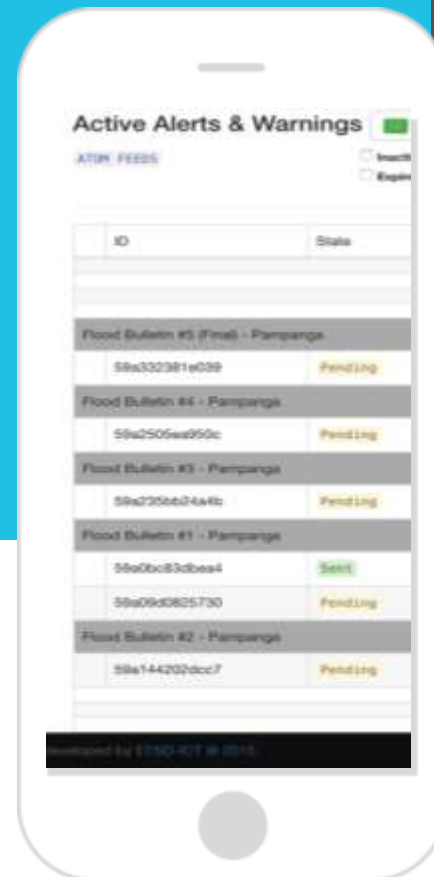 Active Alerts & Warnings
ATOM FEEDS
ID State
Flood Bulletin #5 (Final) - Pampanga
59a332381e039 Pending
Flood Bulletin #4 - Pampanga
59a2505ea950c Pending
Flood Bulletin #3 - Pampanga
59a235bb24a4b Pending
Flood Bulletin #1 - Pampanga
59a0bc83dbea4 Sent
59a09d0825730 Pending
Flood Bulletin #2 - Pampanga
59a144202dcc7 Pending